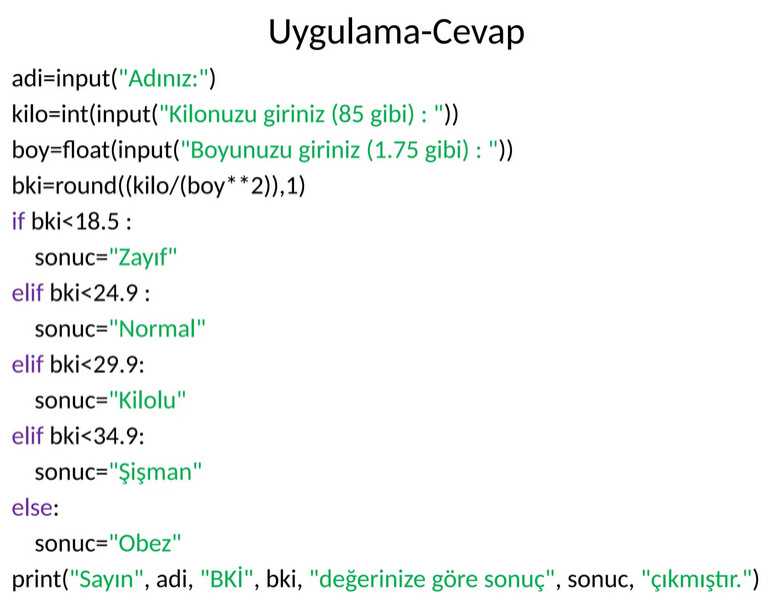 Uygulama-Cevap
adi=input("Adınız:")
kilo=int(input("Kilonuzu giriniz (85 gibi) : "))
boy=float(input("Boyunuzu giriniz (1.75 gibi) : "))
bki=round((kilo/(boy**2)),1)
if bki<18.5 :
    sonuc="Zayıf"
elif bki<24.9 :
    sonuc="Normal"
elif bki<29.9:
    sonuc="Kilolu"
elif bki<34.9:
    sonuc="Şişman"
else:
    sonuc="Obez"
print("Sayın", adi, "BKİ", bki, "değerinize göre sonuç", sonuc, "çıkmıştır.")